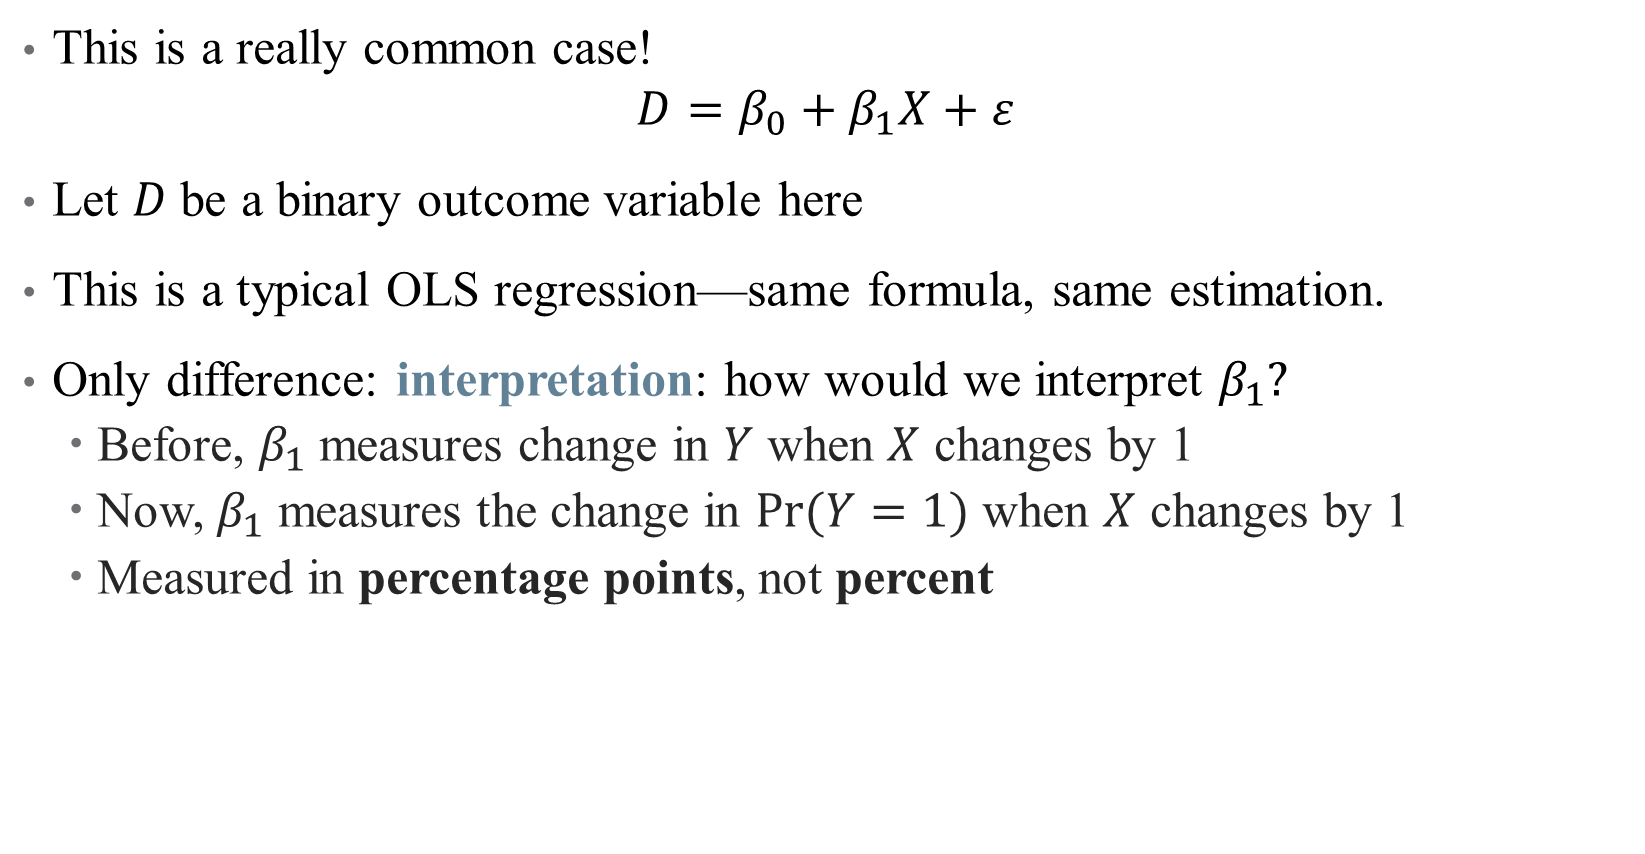 • This is a really common case!
D = β₀ + β₁X + ε
• Let D be a binary outcome variable here
• This is a typical OLS regression—same formula, same estimation.
• Only difference: interpretation: how would we interpret β₁?
• Before, β₁ measures change in Y when X changes by 1
• Now, β₁ measures the change in Pr(Y = 1) when X changes by 1
• Measured in percentage points, not percent